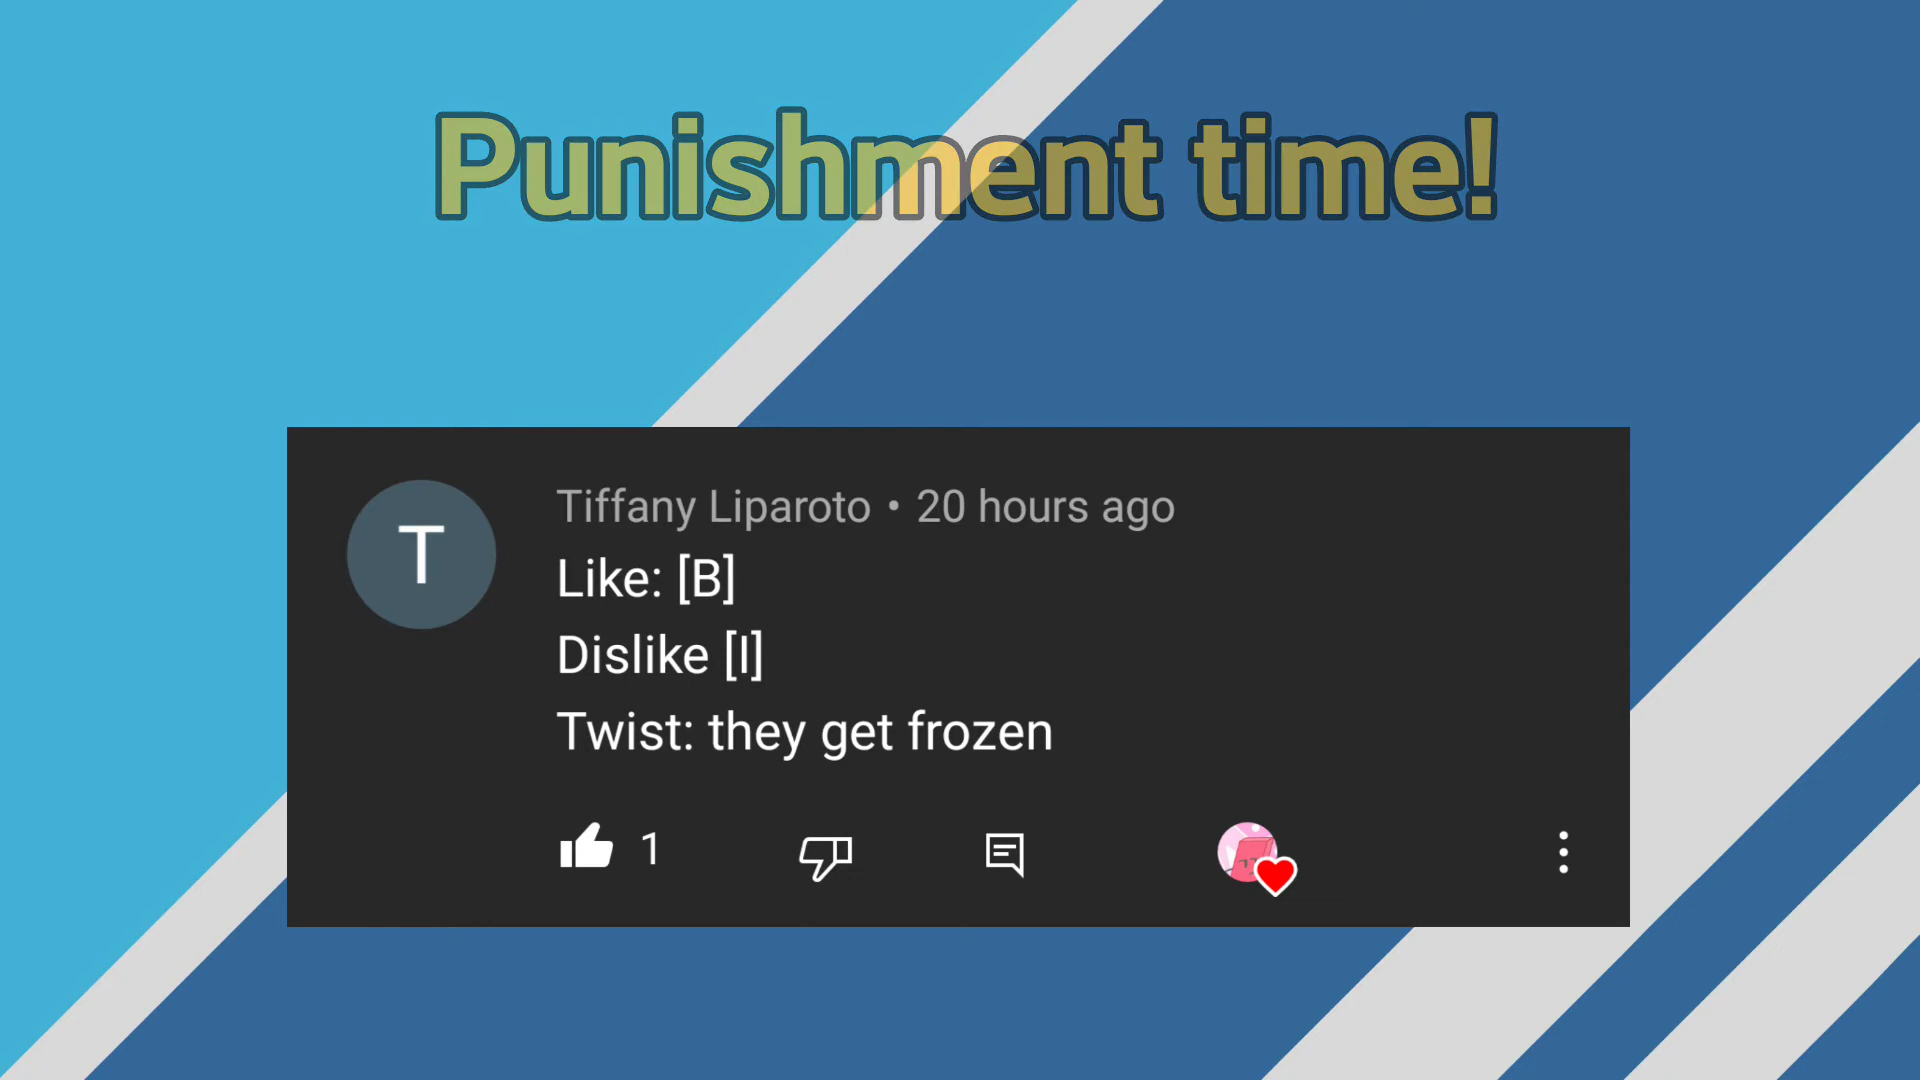 Punishment time!
T
Tiffany Liparoto • 20 hours ago
Like: [B]
Dislike [I]
Twist: they get frozen
1